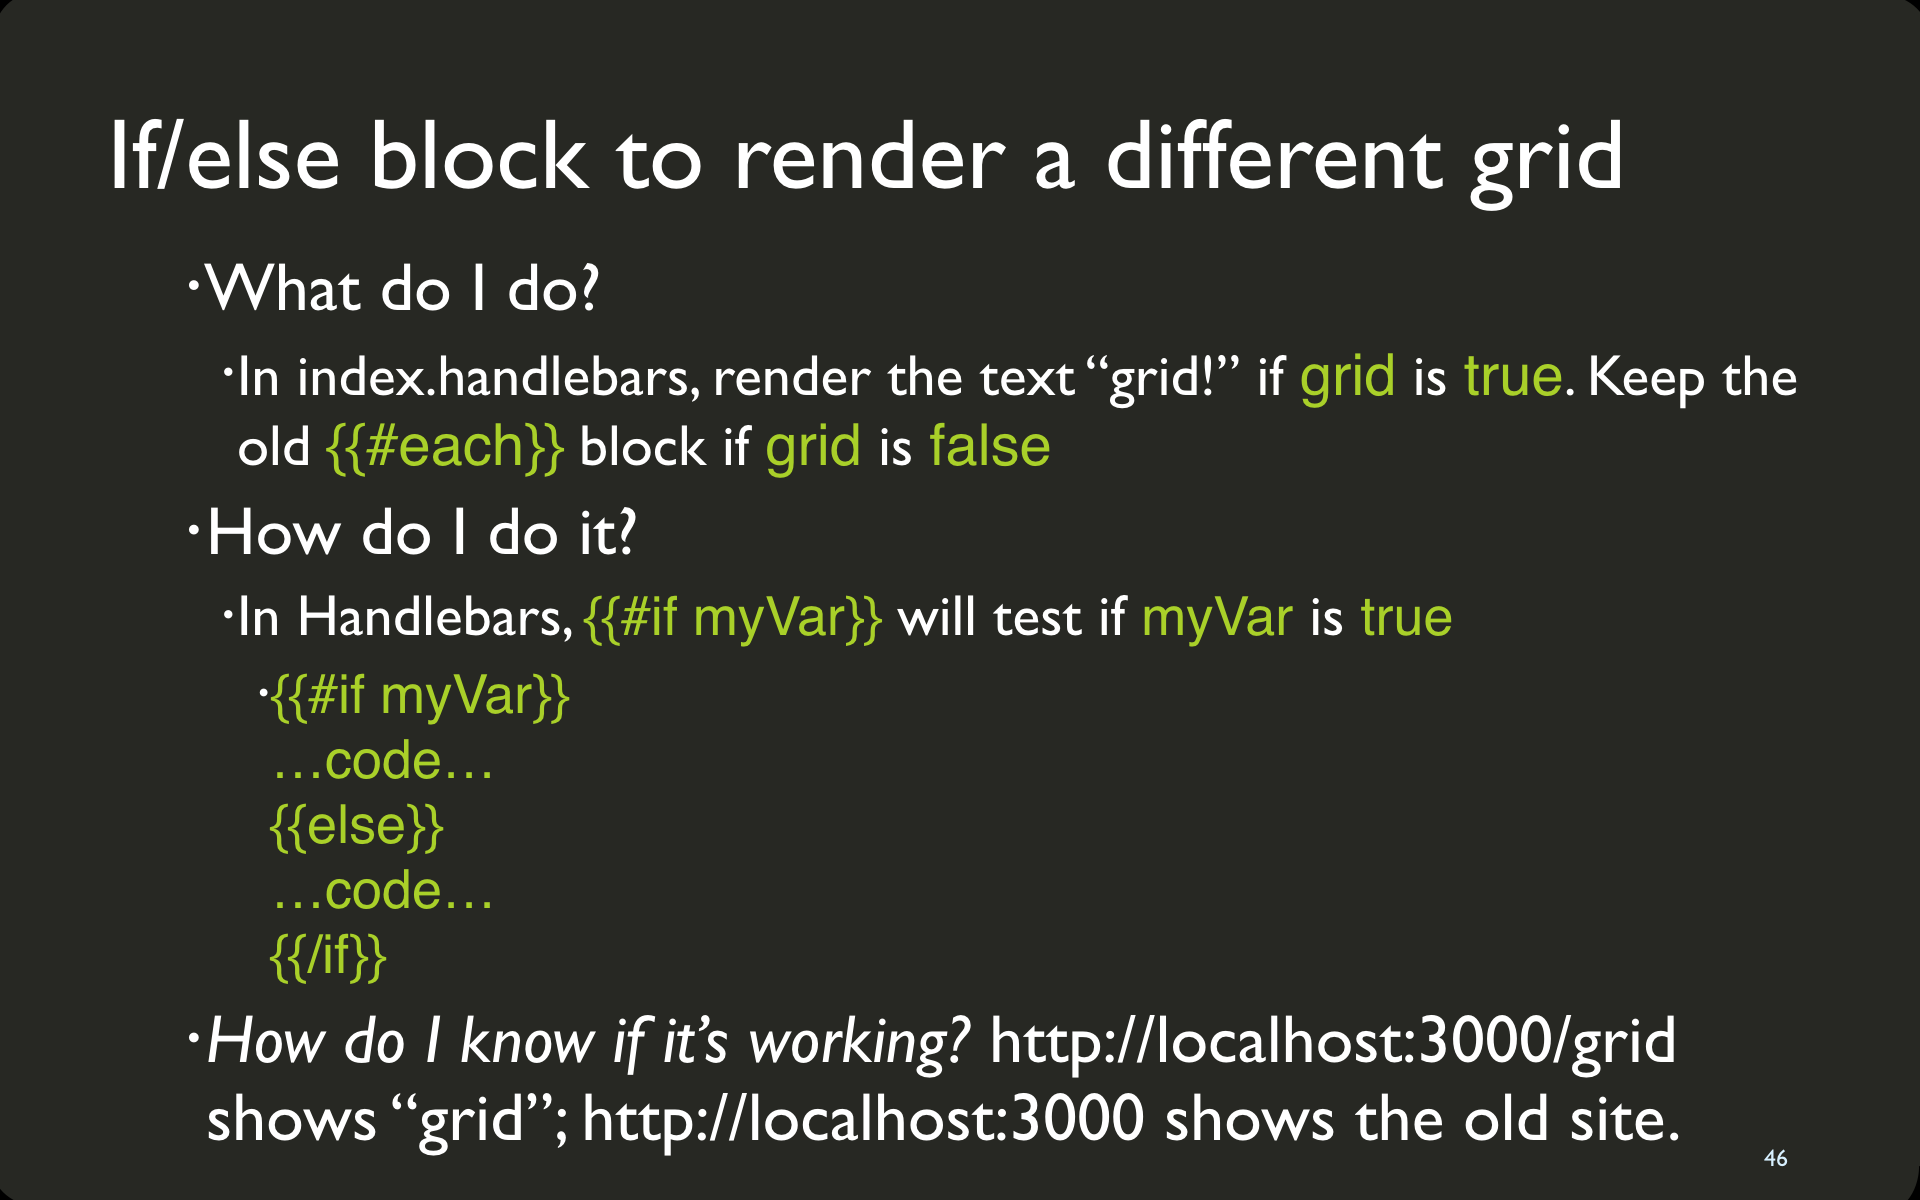 If/else block to render a different grid
•What do I do?
•In index.handlebars, render the text “grid!” if grid is true. Keep the
old {{#each}} block if grid is false
•How do I do it?
•In Handlebars, {{#if myVar}} will test if myVar is true
•{{#if myVar}}
…code…
{{else}}
…code…
{{/if}}
•How do I know if it’s working? http://localhost:3000/grid
shows “grid”; http://localhost:3000 shows the old site.
46